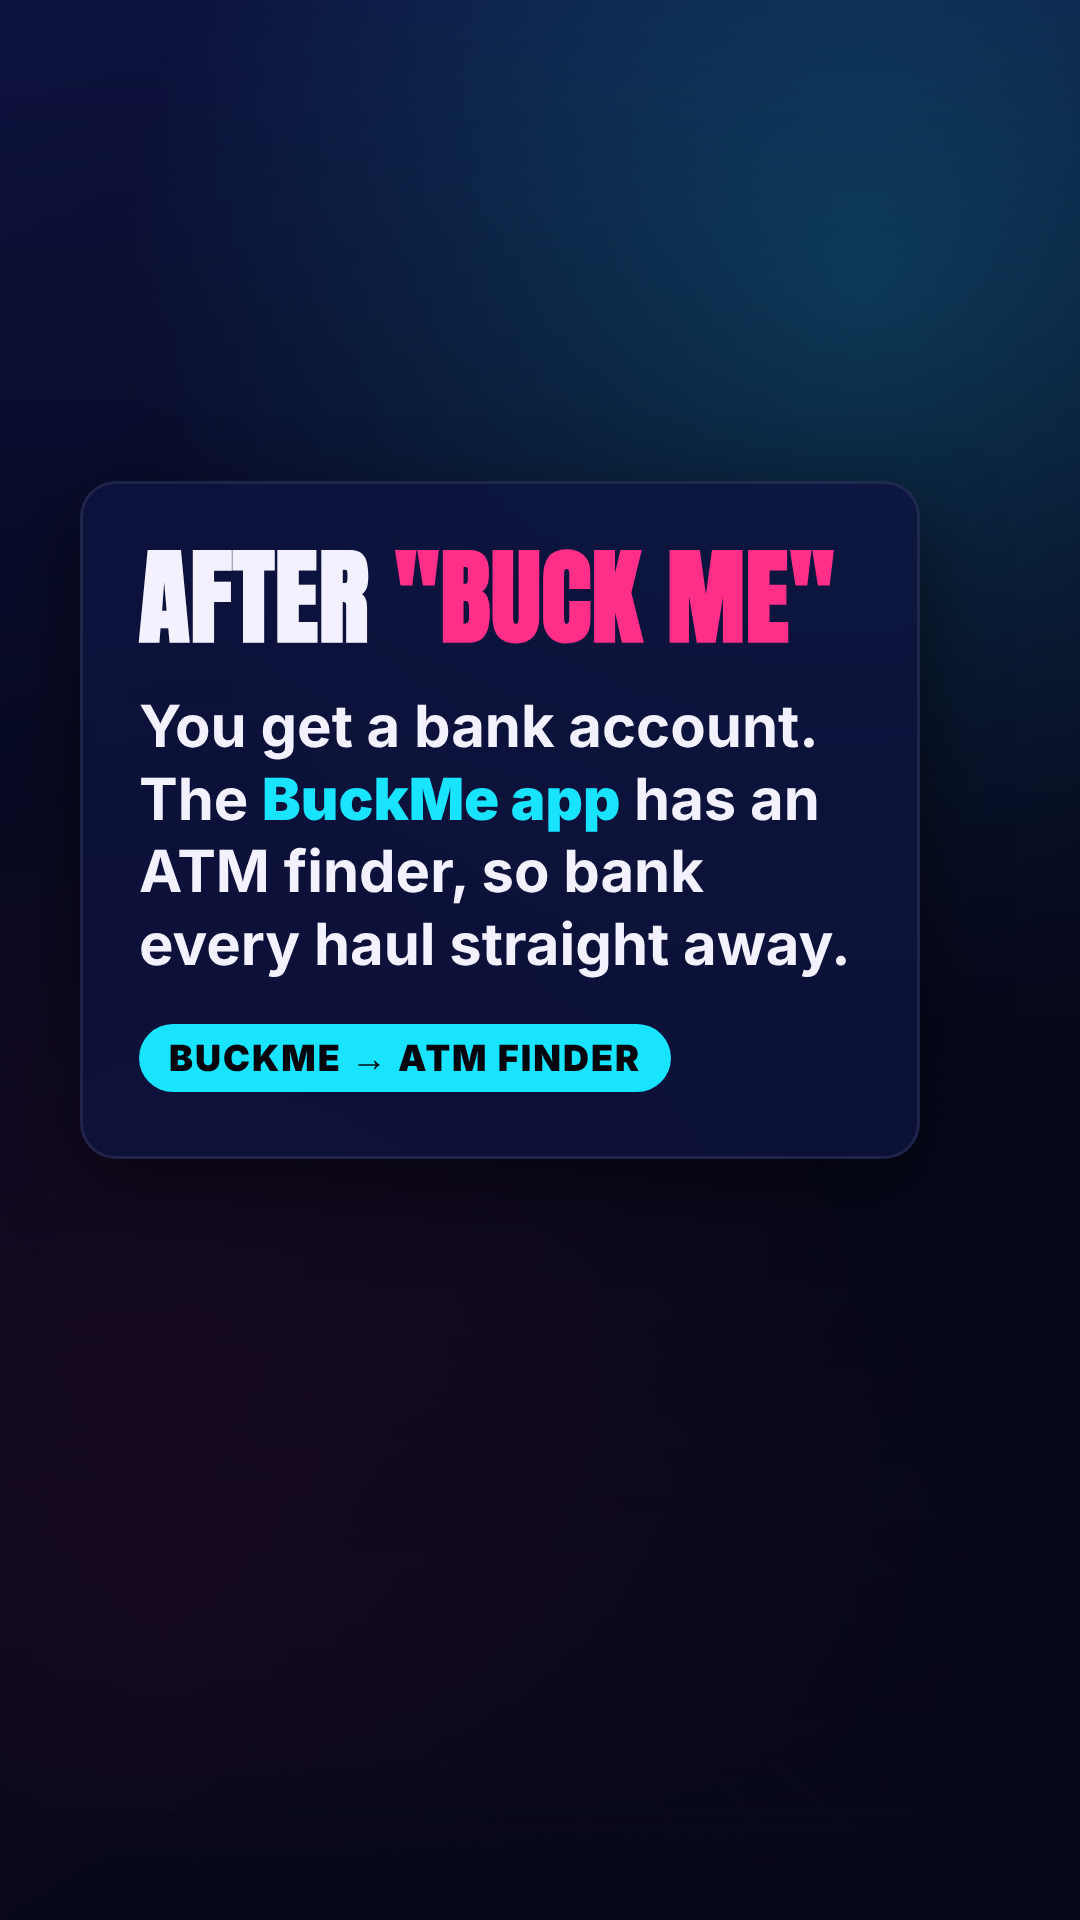 AFTER "BUCK ME"
You get a bank account.
The BuckMe app has an
ATM finder, so bank
every haul straight away.
BUCKME → ATM FINDER